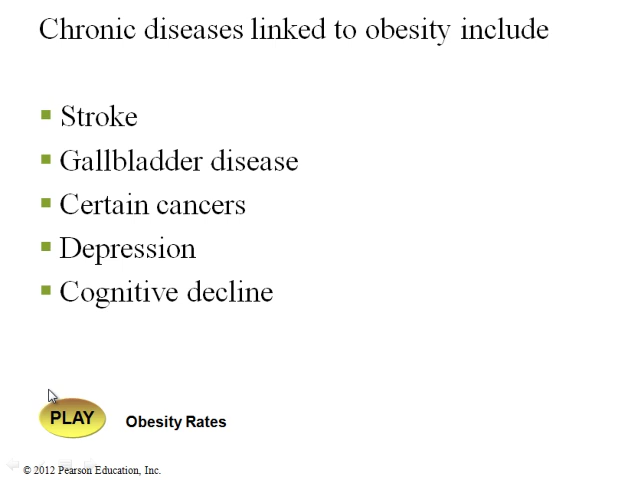 Chronic diseases linked to obesity include
Stroke
Gallbladder disease
Certain cancers
Depression
Cognitive decline
PLAY
Obesity Rates
© 2012 Pearson Education, Inc.